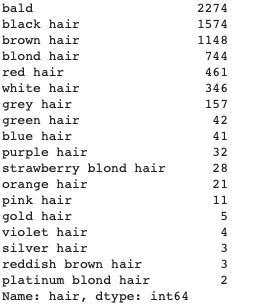 bald 2274
black hair 1574
brown hair 1148
blond hair 744
red hair 461
white hair 346
grey hair 157
green hair 42
blue hair 41
purple hair 32
strawberry blond hair 28
orange hair 21
pink hair 11
gold hair 5
violet hair 4
silver hair 3
reddish brown hair 3
platinum blond hair 2
Name: hair, dtype: int64